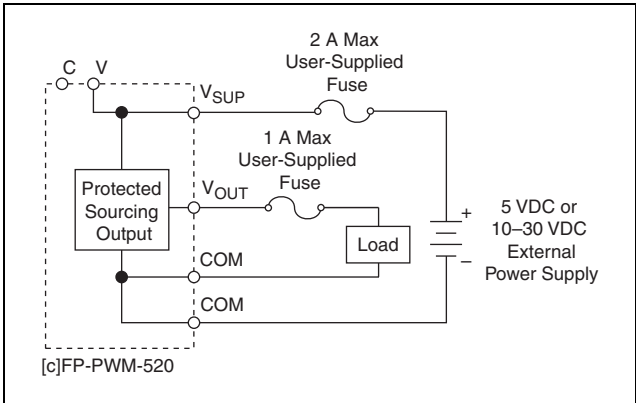 2 A Max
User-Supplied
Fuse
C V
VSUP
1 A Max
User-Supplied
Fuse
Protected
Sourcing
Output
VOUT
Load
+
–
5 VDC or
10–30 VDC
External
Power Supply
COM
COM
[c]FP-PWM-520